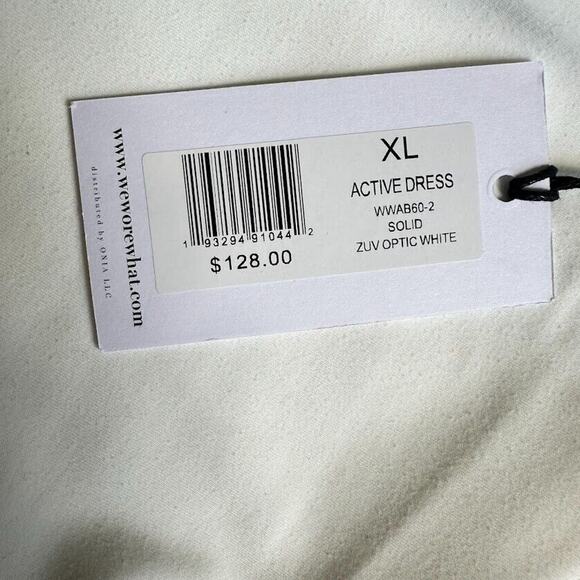 www.weworewhat.com
distributed by ONIA LLC
1 93294 91044 2
$128.00
XL
ACTIVE DRESS
WWAB60-2
SOLID
ZUV OPTIC WHITE